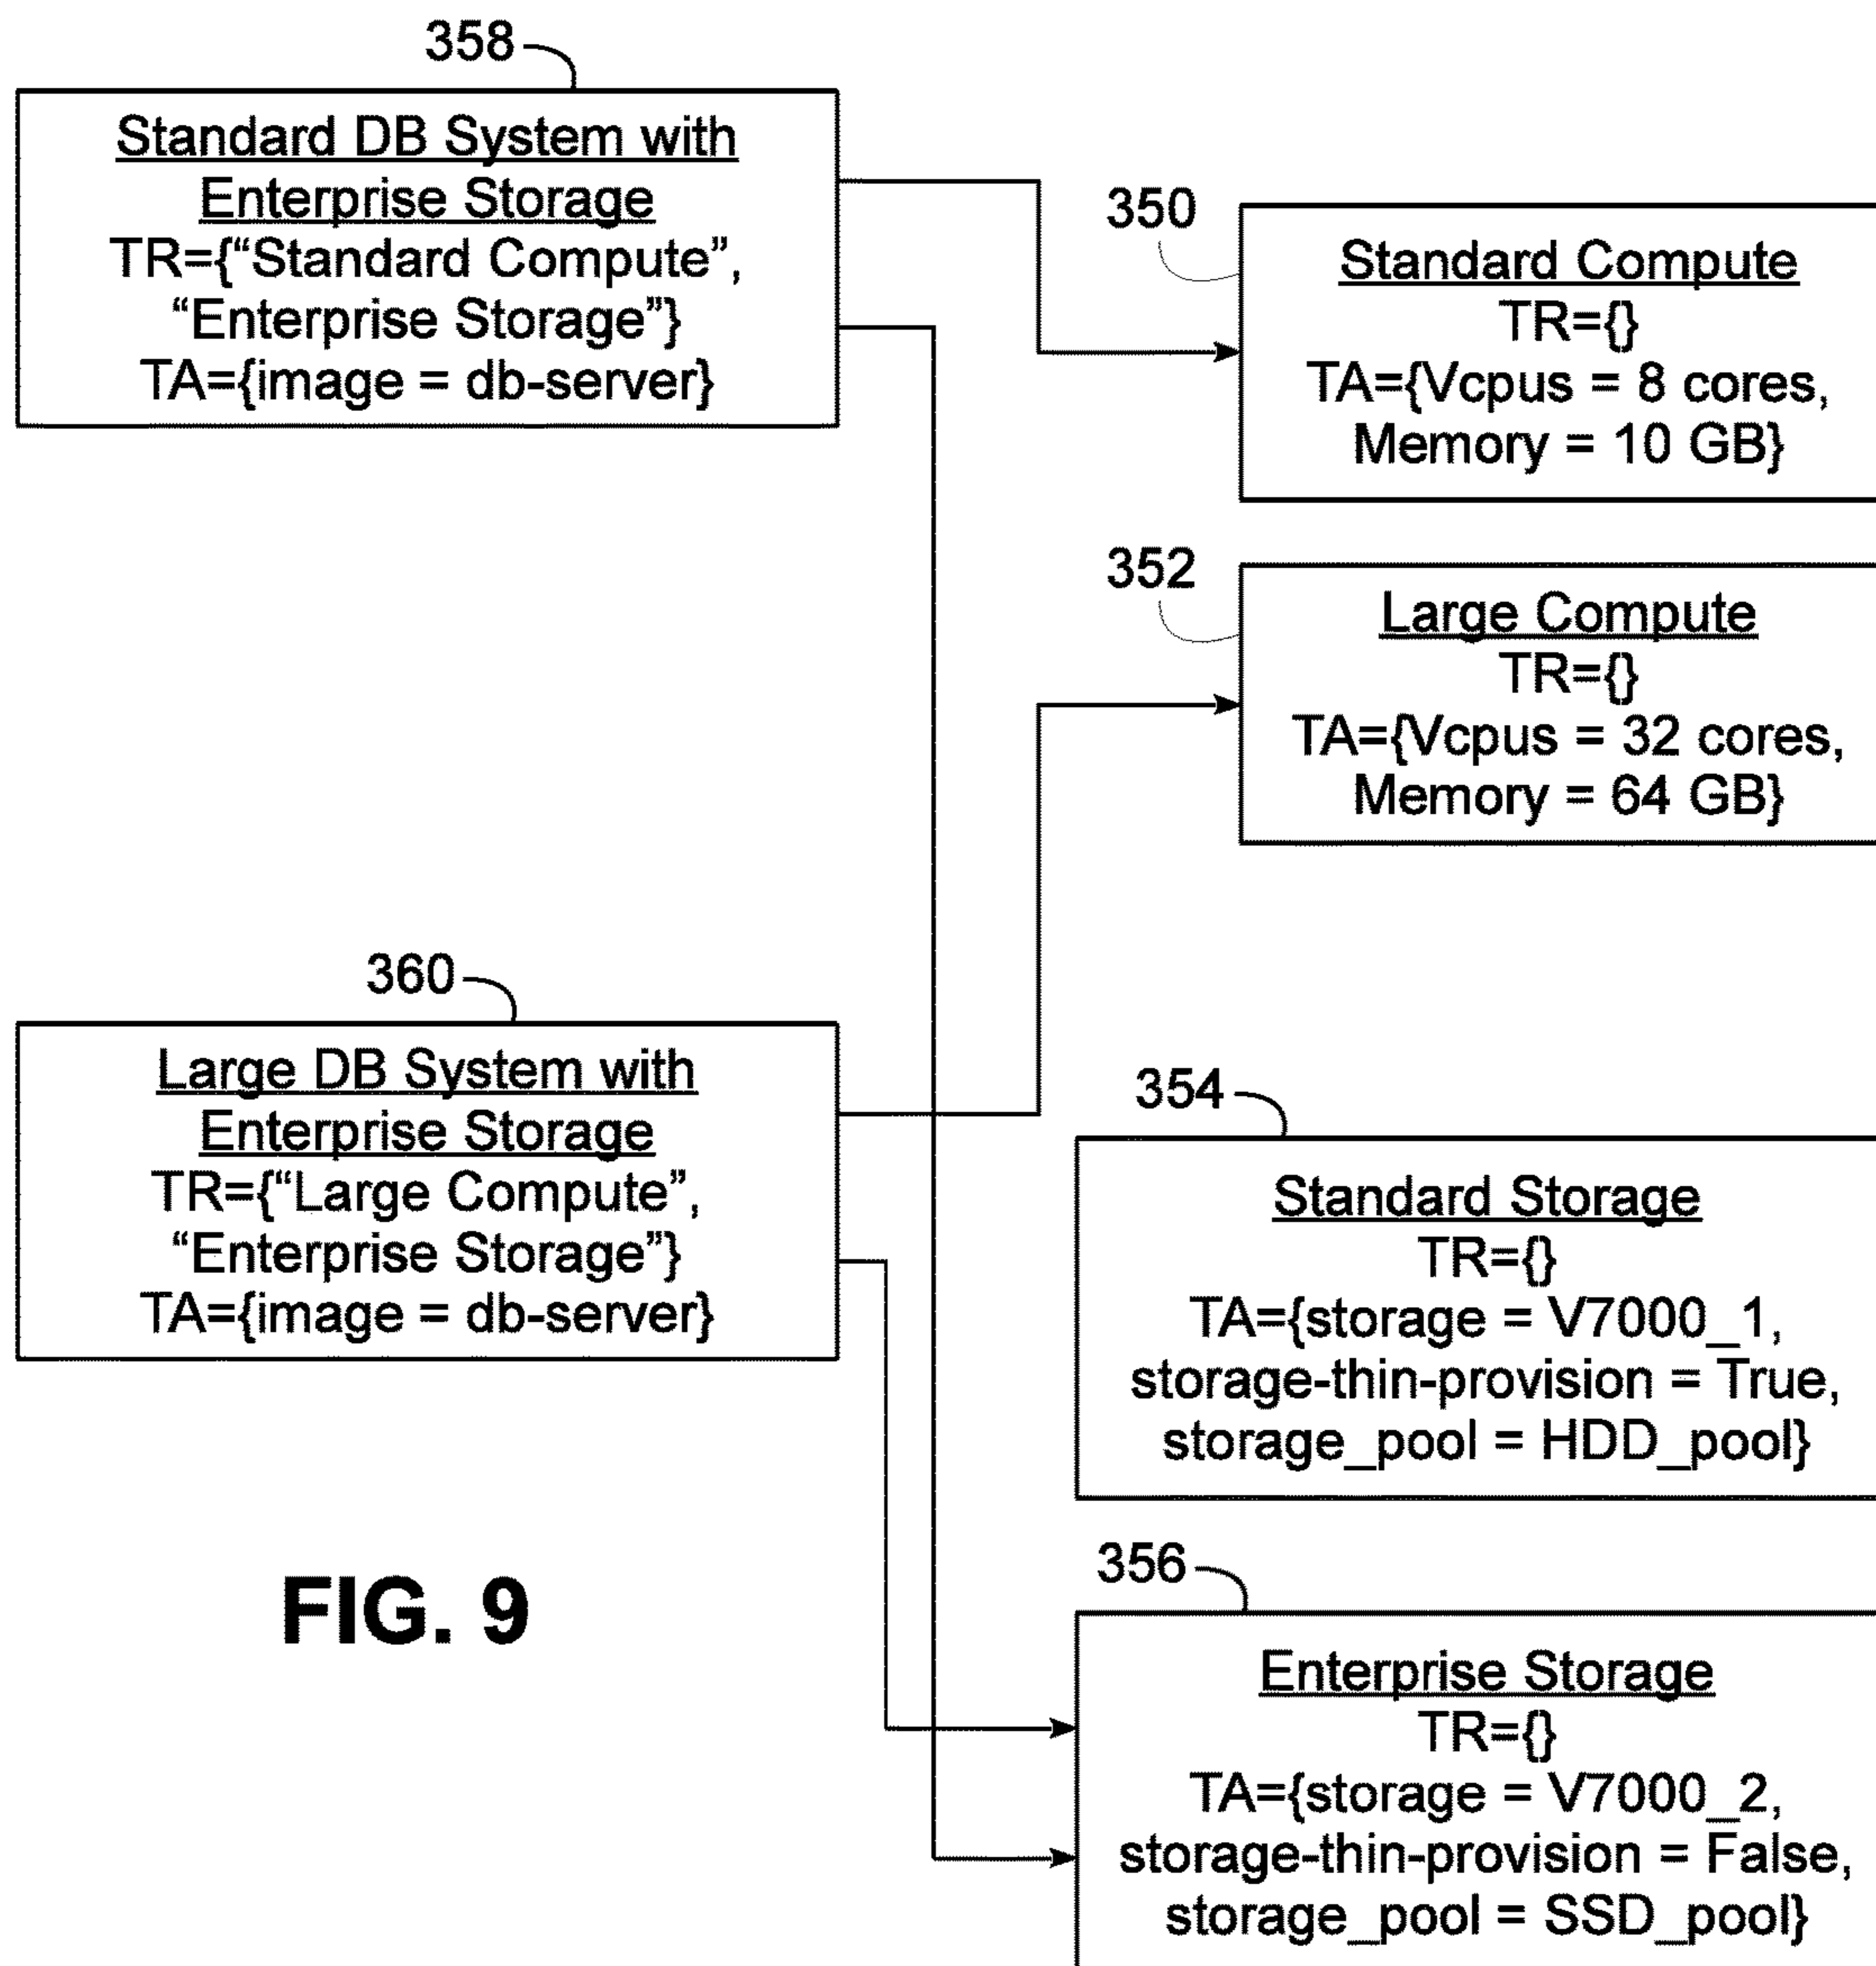 358
Standard DB System with
Enterprise Storage
TR={“Standard Compute”,
“Enterprise Storage”}
TA={image = db-server}
350
Standard Compute
TR={}
TA={Vcpus = 8 cores,
Memory = 10 GB}
352
Large Compute
TR={}
TA={Vcpus = 32 cores,
Memory = 64 GB}
360
Large DB System with
Enterprise Storage
TR={“Large Compute”,
“Enterprise Storage”}
TA={image = db-server}
354
Standard Storage
TR={}
TA={storage = V7000_1,
storage-thin-provision = True,
storage_pool = HDD_pool}
356
Enterprise Storage
TR={}
TA={storage = V7000_2,
storage-thin-provision = False,
storage_pool = SSD_pool}
FIG. 9